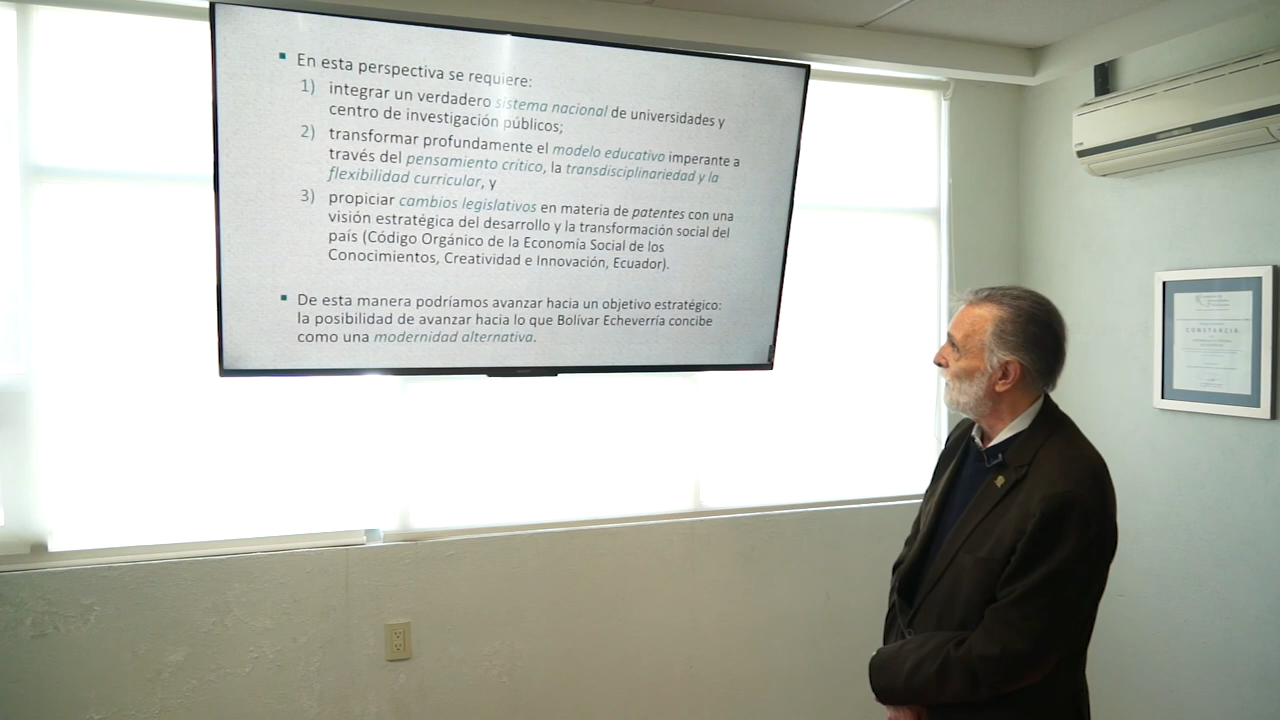 ▪ En esta perspectiva se requiere:
1) integrar un verdadero sistema nacional de universidades y
centro de investigación públicos;
2) transformar profundamente el modelo educativo imperante a
través del pensamiento crítico, la transdisciplinariedad y la
flexibilidad curricular, y
3) propiciar cambios legislativos en materia de patentes con una
visión estratégica del desarrollo y la transformación social del
país (Código Orgánico de la Economía Social de los
Conocimientos, Creatividad e Innovación, Ecuador).
▪ De esta manera podríamos avanzar hacia un objetivo estratégico:
la posibilidad de avanzar hacia lo que Bolívar Echeverría concibe
como una modernidad alternativa.
CONSTANCIA